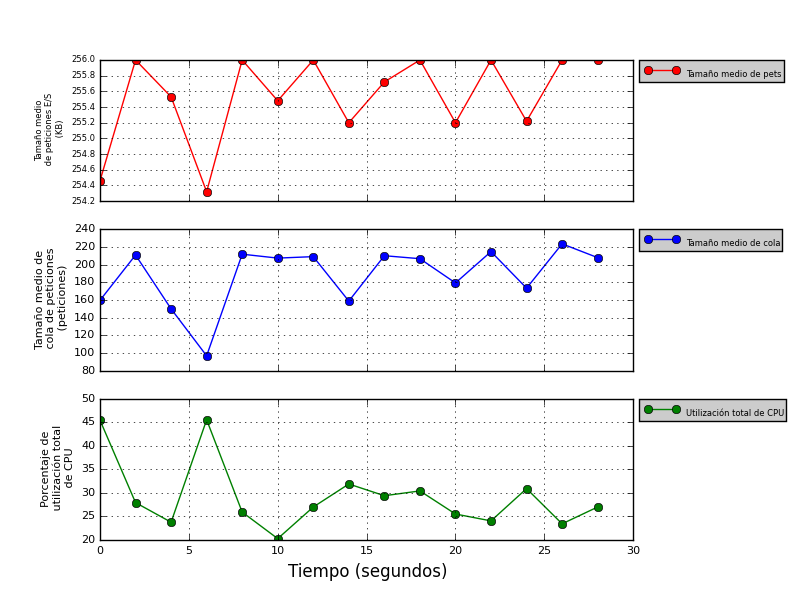 Tamaño medio
de peticiones E/S
(KB)
256.0
255.8
255.6
255.4
255.2
255.0
254.8
254.6
254.4
254.2
Tamaño medio de pets
Tamaño medio de
cola de peticiones
(peticiones)
240
220
200
180
160
140
120
100
80
Tamaño medio de cola
Porcentaje de
utilización total
de CPU
50
45
40
35
30
25
20
Utilización total de CPU
0 5 10 15 20 25 30
Tiempo (segundos)